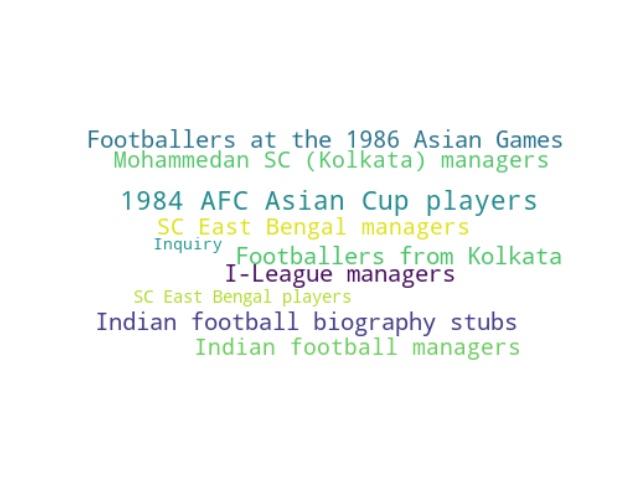 Footballers at the 1986 Asian Games
Mohammedan SC (Kolkata) managers
1984 AFC Asian Cup players
SC East Bengal managers
Inquiry
Footballers from Kolkata
I-League managers
SC East Bengal players
Indian football biography stubs
Indian football managers